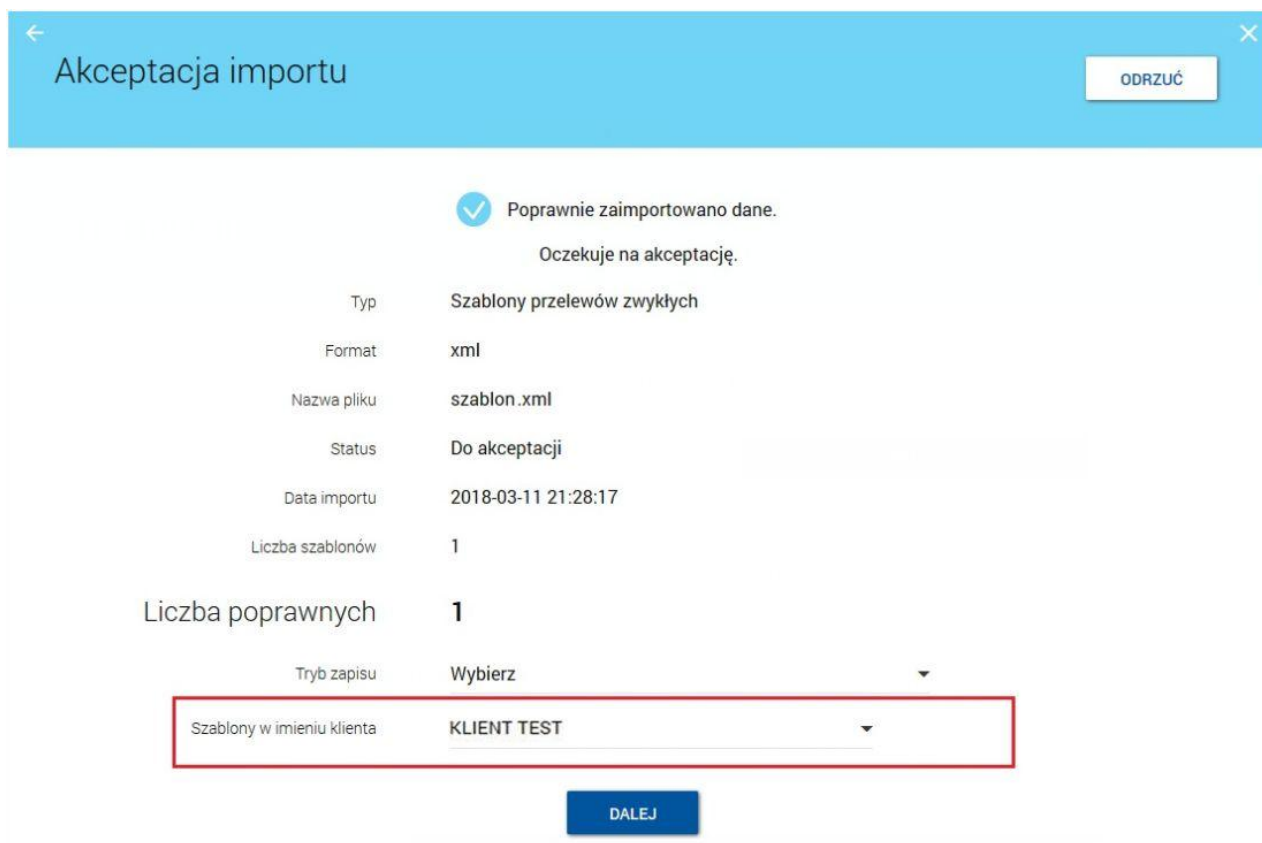 Akceptacja importu
ODRZUĆ
Poprawnie zaimportowano dane.
Oczekuje na akceptację.
Typ Szablony przelewów zwykłych
Format xml
Nazwa pliku szablon.xml
Status Do akceptacji
Data importu 2018-03-11 21:28:17
Liczba szablonów 1
Liczba poprawnych 1
Tryb zapisu Wybierz
Szablony w imieniu klienta KLIENT TEST
DALEJ